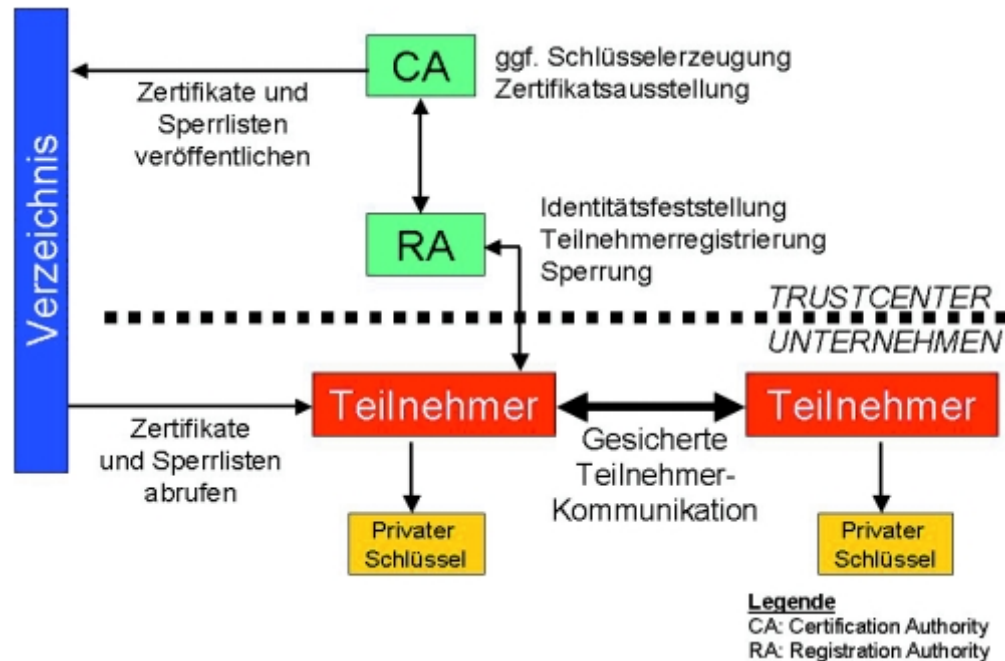 Verzeichnis
CA
ggf. Schlüsselerzeugung
Zertifikatsausstellung
Zertifikate und
Sperrlisten
veröffentlichen
RA
Identitätsfeststellung
Teilnehmerregistrierung
Sperrung
TRUSTCENTER
UNTERNEHMEN
Teilnehmer
Teilnehmer
Zertifikate
und Sperrlisten
abrufen
Gesicherte
Teilnehmer-
Kommunikation
Privater
Schlüssel
Privater
Schlüssel
Legende
CA: Certification Authority
RA: Registration Authority